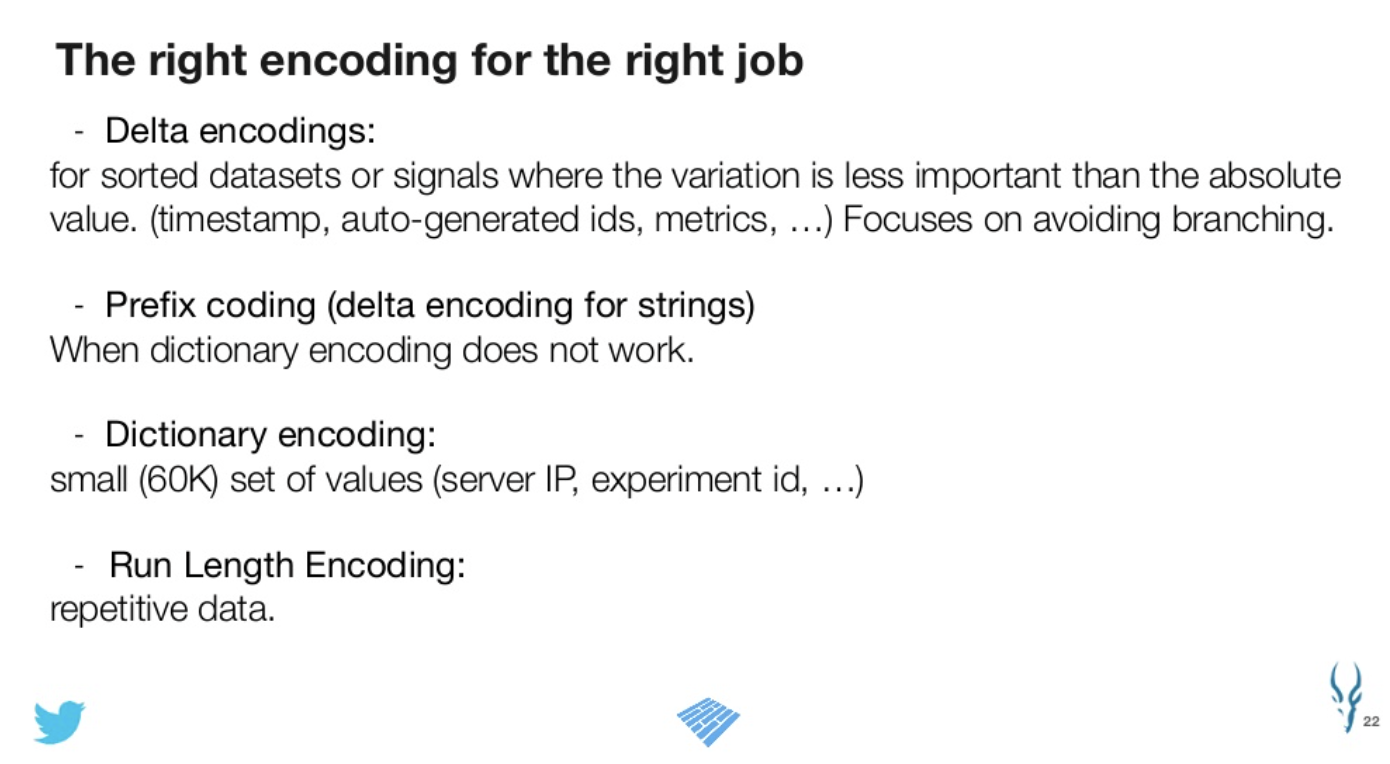 The right encoding for the right job
- Delta encodings:
for sorted datasets or signals where the variation is less important than the absolute
value. (timestamp, auto-generated ids, metrics, …) Focuses on avoiding branching.
- Prefix coding (delta encoding for strings)
When dictionary encoding does not work.
- Dictionary encoding:
small (60K) set of values (server IP, experiment id, …)
- Run Length Encoding:
repetitive data.
22